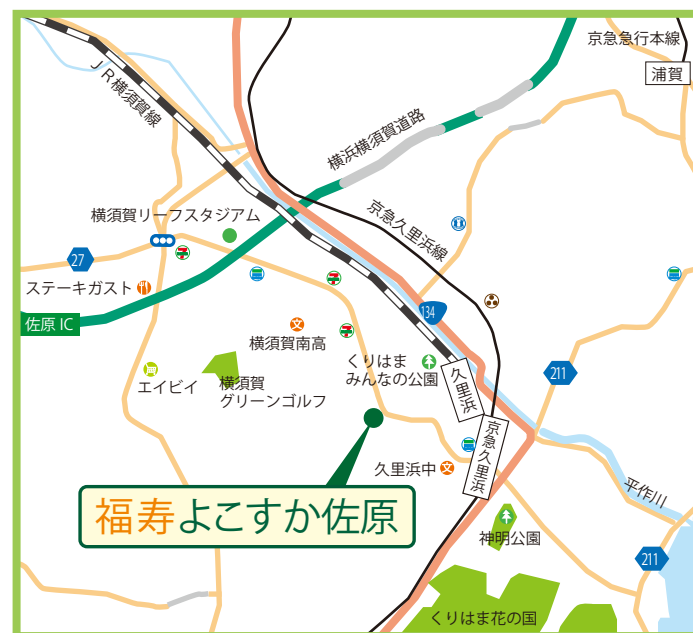 京急急行本線
浦賀
JR横須賀線
横浜横須賀道路
横須賀リーフスタジアム
京急久里浜線
27
ステーキガスト
佐原 IC
134
横須賀南高
くりはま
みんなの公園
久里浜
211
エイビイ
横須賀
グリーンゴルフ
京急久里浜
久里浜中
平作川
福寿よこすか佐原
神明公園
211
くりはま花の国